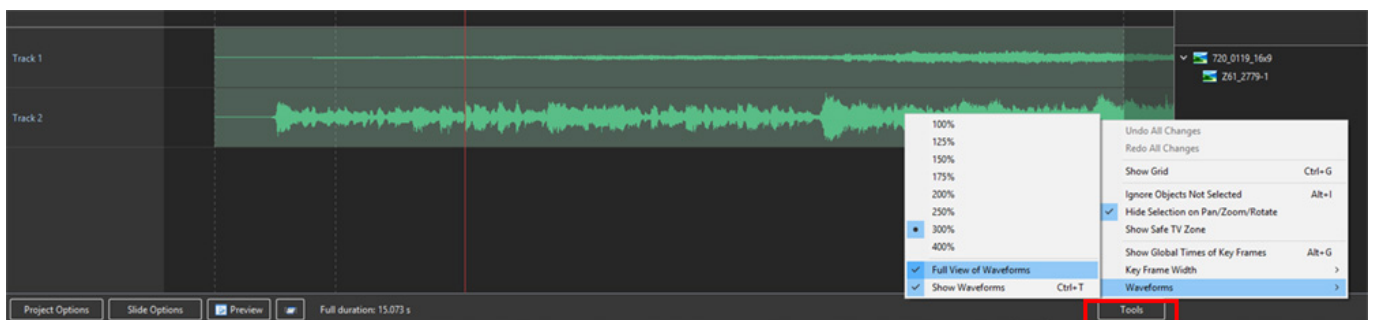 Track 1
720_0119_16x9
Z61_2779-1
Track 2
100%
125%
150%
175%
200%
250%
300%
400%
Full View of Waveforms
Show Waveforms Ctrl+T
Undo All Changes
Redo All Changes
Show Grid Ctrl+G
Ignore Objects Not Selected Alt+I
Hide Selection on Pan/Zoom/Rotate
Show Safe TV Zone
Show Global Times of Key Frames Alt+G
Key Frame Width
Waveforms
Project Options Slide Options Preview Full duration: 15.073 s Tools